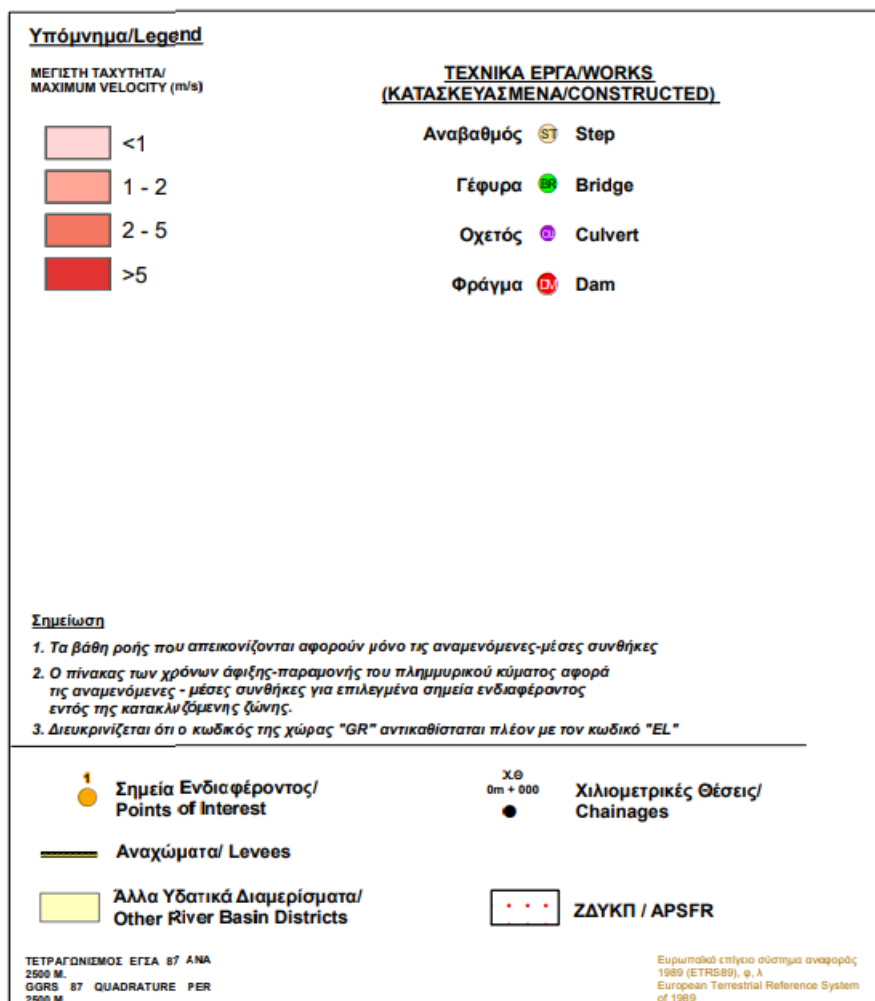 Υπόμνημα/Legend
ΜΕΓΙΣΤΗ ΤΑΧΥΤΗΤΑ/
MAXIMUM VELOCITY (m/s)
<1
1 - 2
2 - 5
>5
ΤΕΧΝΙΚΑ ΕΡΓΑ/WORKS
(ΚΑΤΑΣΚΕΥΑΣΜΕΝΑ/CONSTRUCTED)
Αναβαθμός ST Step
Γέφυρα BR Bridge
Οχετός CU Culvert
Φράγμα DM Dam
Σημείωση
1. Τα βάθη ροής που απεικονίζονται αφορούν μόνο τις αναμενόμενες-μέσες συνθήκες
2. Ο πίνακας των χρόνων άφιξης-παραμονής του πλημμυρικού κύματος αφορά
τις αναμενόμενες - μέσες συνθήκες για επιλεγμένα σημεία ενδιαφέροντος
εντός της κατακλυζόμενης ζώνης.
3. Διευκρινίζεται ότι ο κωδικός της χώρας "GR" αντικαθίσταται πλέον με τον κωδικό "EL"
1
Σημεία Ενδιαφέροντος/
Points of Interest
Χ.Θ
0m + 000
Χιλιομετρικές Θέσεις/
Chainages
Αναχώματα/ Levees
Άλλα Υδατικά Διαμερίσματα/
Other River Basin Districts
ΖΔΥΚΠ / APSFR
ΤΕΤΡΑΓΩΝΙΣΜΟΣ ΕΓΣΑ 87 ΑΝΑ
2500 Μ.
GGRS 87 QUADRATURE PER
2500 M
Ευρωπαϊκό επίγειο σύστημα αναφοράς
1989 (ETRS89), φ, λ
European Terrestrial Reference System
of 1989